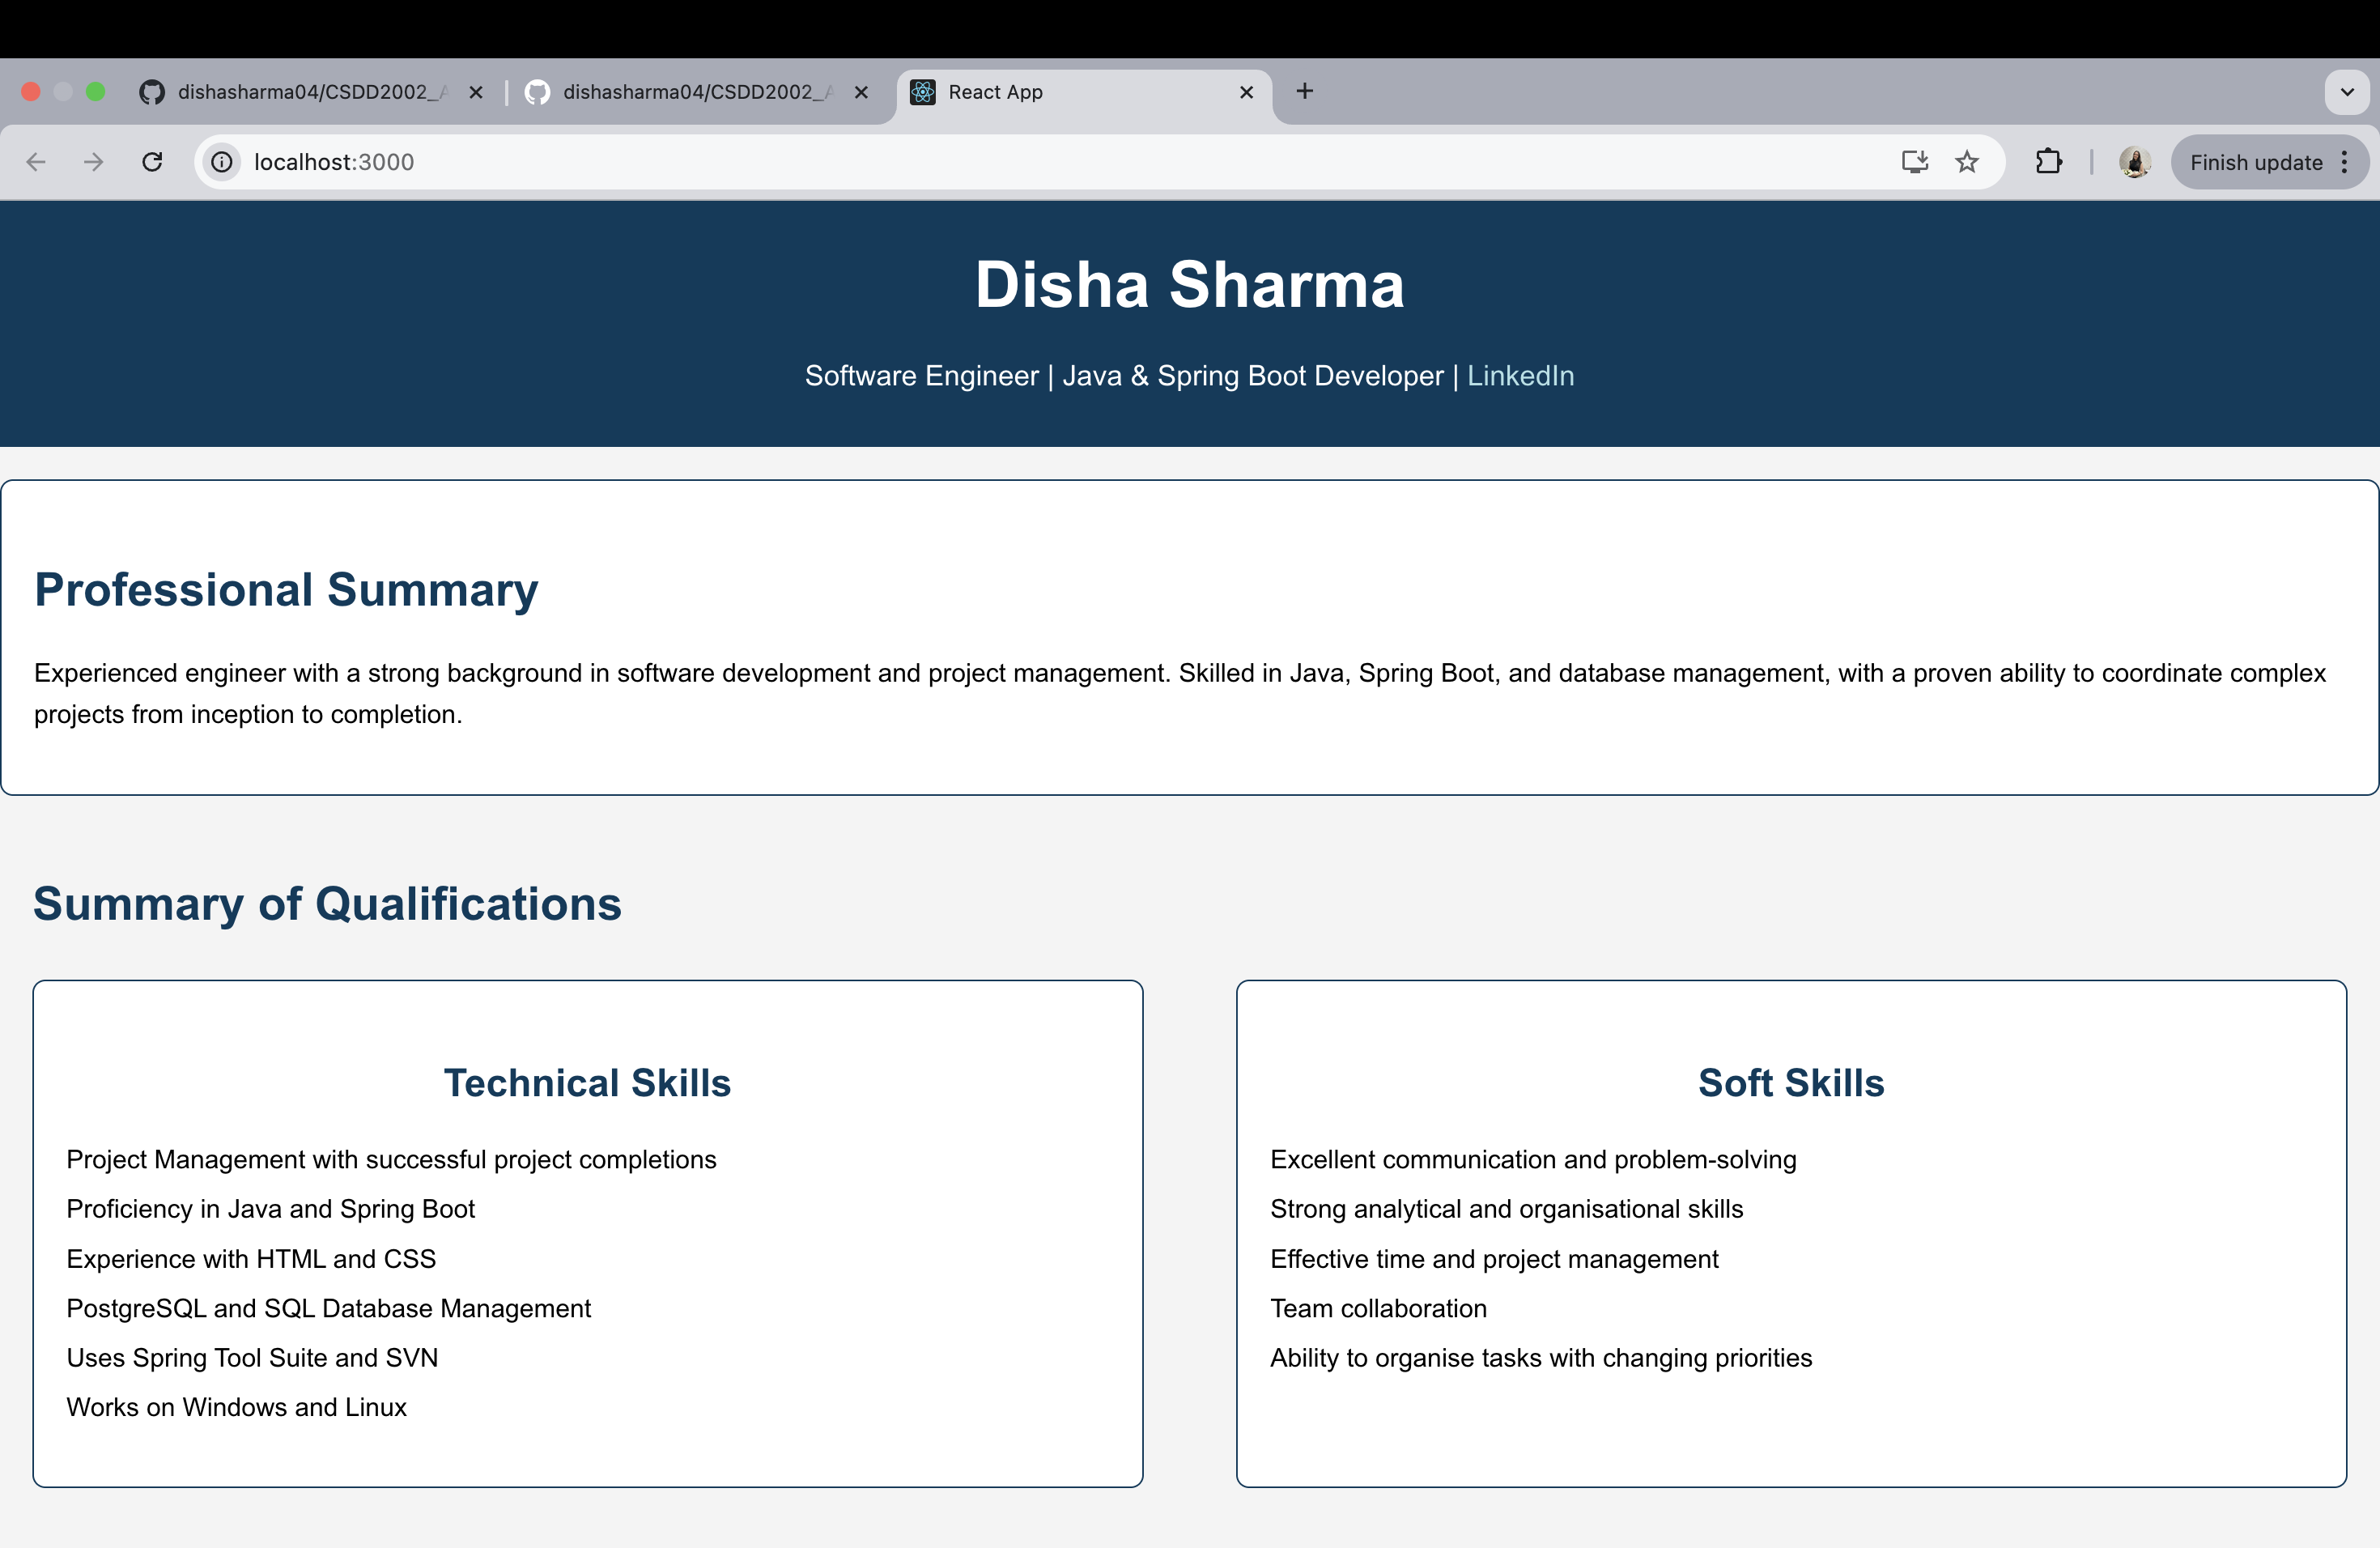 dishasharma04/CSDD2002_A
dishasharma04/CSDD2002_A
React App
localhost:3000
Finish update
Disha Sharma
Software Engineer | Java & Spring Boot Developer | LinkedIn
Professional Summary
Experienced engineer with a strong background in software development and project management. Skilled in Java, Spring Boot, and database management, with a proven ability to coordinate complex
projects from inception to completion.
Summary of Qualifications
Technical Skills
Project Management with successful project completions
Proficiency in Java and Spring Boot
Experience with HTML and CSS
PostgreSQL and SQL Database Management
Uses Spring Tool Suite and SVN
Works on Windows and Linux
Soft Skills
Excellent communication and problem-solving
Strong analytical and organisational skills
Effective time and project management
Team collaboration
Ability to organise tasks with changing priorities